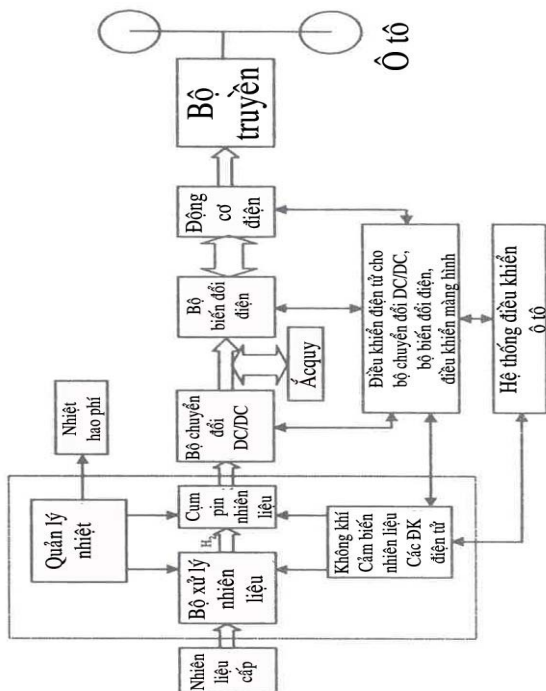 Nhiệt
hao phí
Quản lý
nhiệt
Nhiên
liệu
cấp
Bộ xử lý
nhiên
liệu
H₂
Cụm
pin
nhiên
liệu
Bộ chuyển
đổi
DC/DC
Bộ
biến đổi
điện
Động
cơ
điện
Bộ
truyền
Ô tô
Ắcquy
Không khí
Cảm biến
nhiên liệu
Các ĐK
điện tử
Điều khiển điện tử cho
bộ chuyển đổi DC/DC,
bộ biến đổi điện,
điều khiển màng hình
Hệ thống điều khiển
ô tô